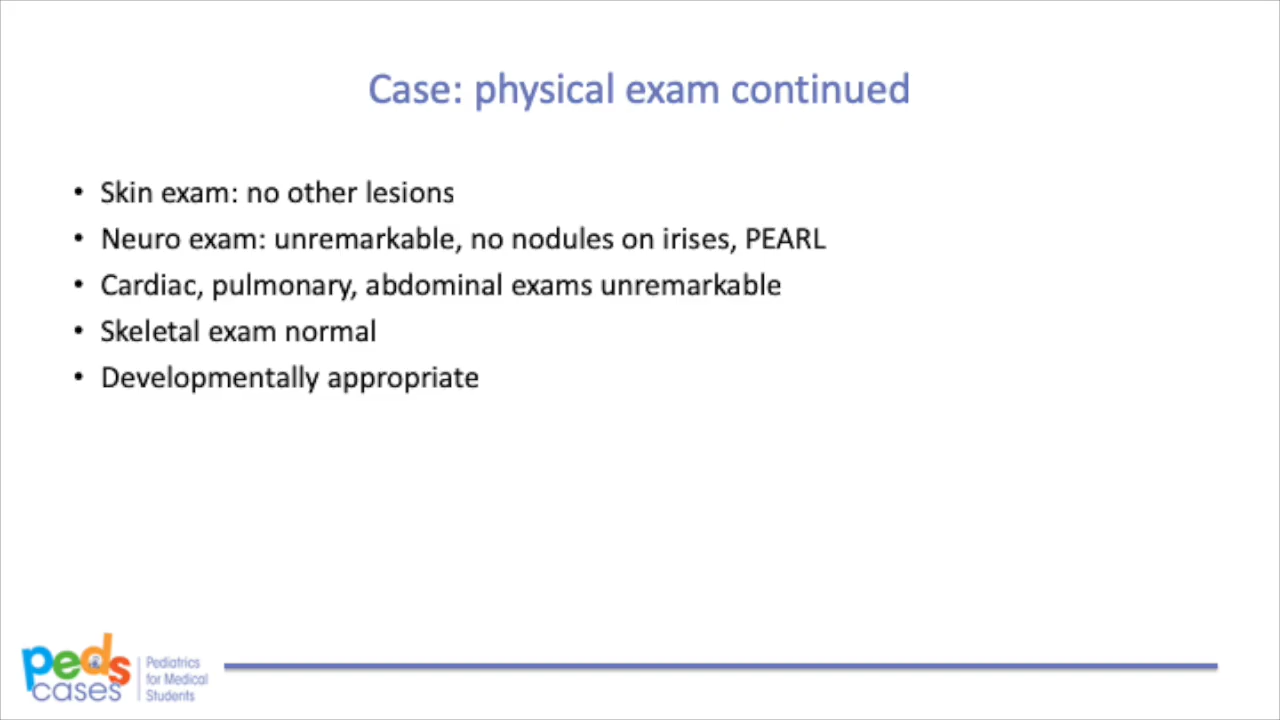 Case: physical exam continued
• Skin exam: no other lesions
• Neuro exam: unremarkable, no nodules on irises, PEARL
• Cardiac, pulmonary, abdominal exams unremarkable
• Skeletal exam normal
• Developmentally appropriate
peds
cases
Pediatrics
for Medical
Students